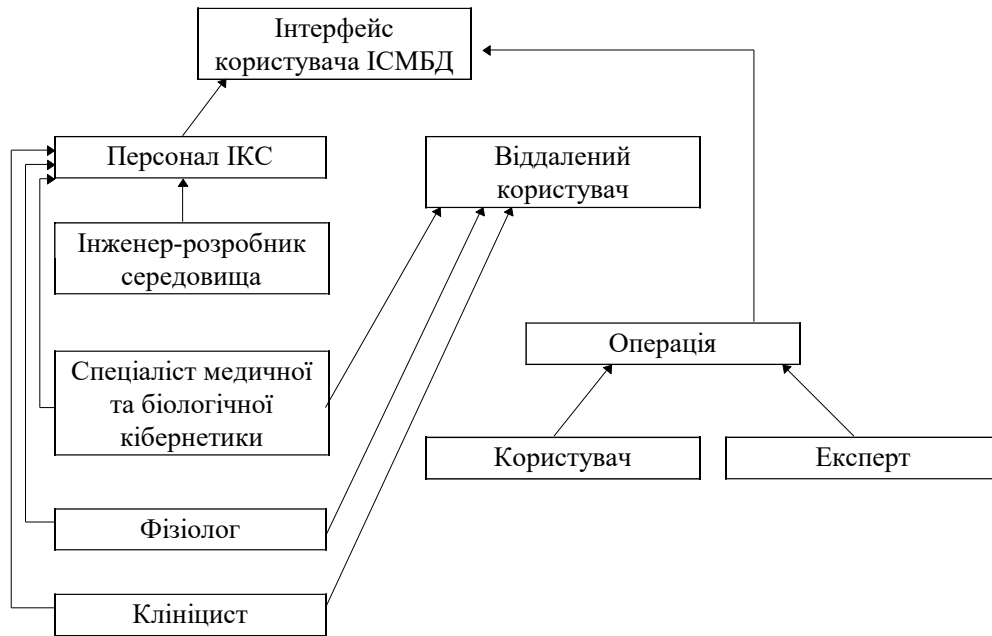 Інтерфейс
користувача ІСМБД
Персонал ІКС
Віддалений
користувач
Інженер-розробник
середовища
Операція
Спеціаліст медичної
та біологічної
кібернетики
Користувач
Експерт
Фізіолог
Клініцист